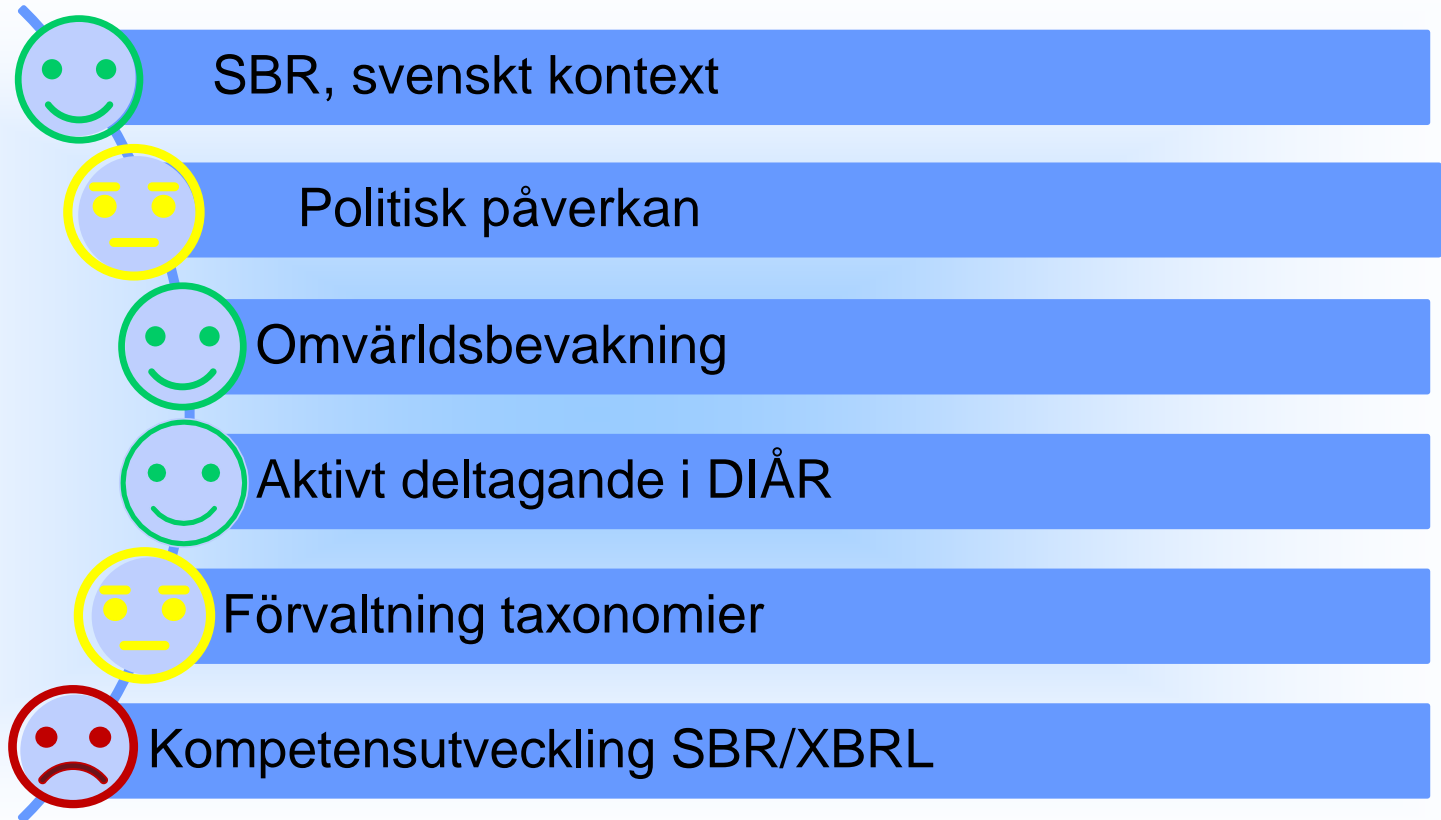 SBR, svenskt kontext
Politisk påverkan
Omvärldsbevakning
Aktivt deltagande i DIÅR
Förvaltning taxonomier
Kompetensutveckling SBR/XBRL